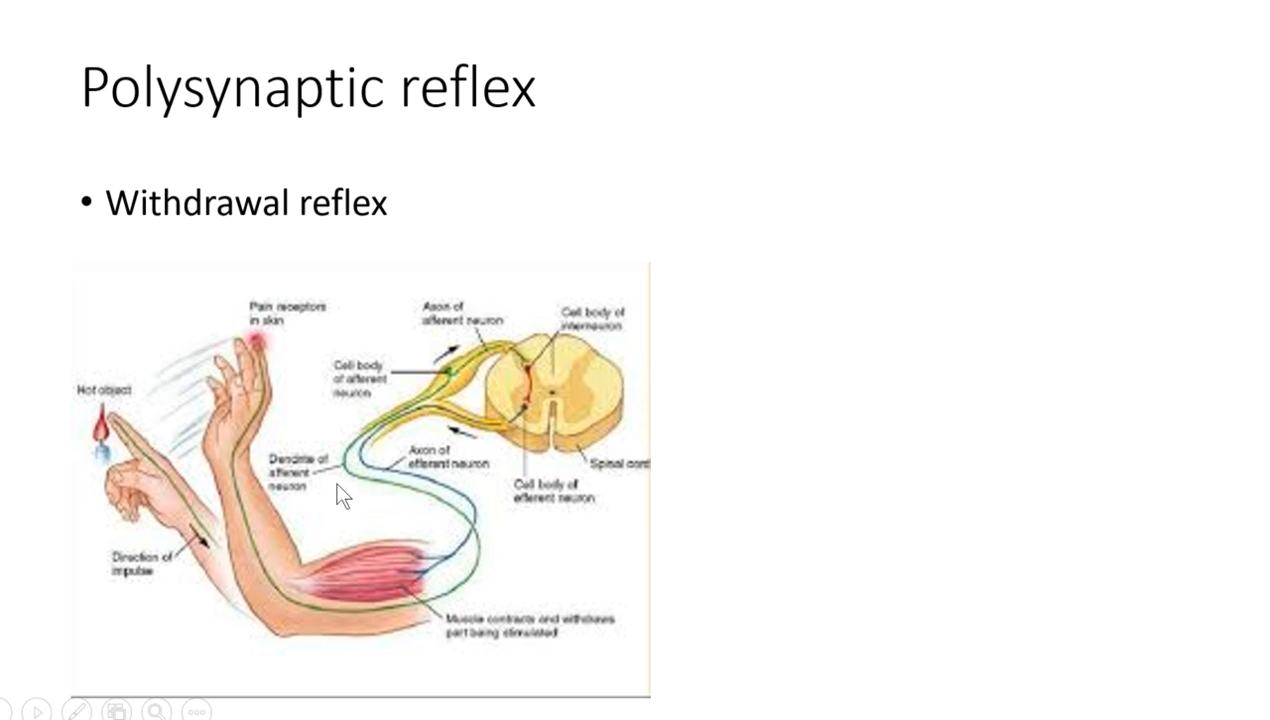 Polysynaptic reflex
• Withdrawal reflex
Pain receptors
in skin
Axon of
afferent neuron
Cell body of
interneuron
Cell body
of afferent
neuron
Hot object
Dendrite of
afferent
neuron
Axon of
efferent neuron
Spinal cord
Cell body of
efferent neuron
Direction of
impulse
Muscle contracts and withdraws
part being stimulated